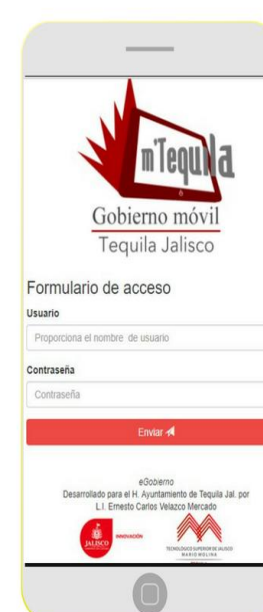 m'Tequila
Gobierno móvil
Tequila Jalisco
Formulario de acceso
Usuario
Proporciona el nombre de usuario
Contraseña
Contraseña
Enviar
eGobierno
Desarrollado para el H. Ayuntamiento de Tequila Jal. por
L.I. Ernesto Carlos Velazco Mercado
JALISCO
INNOVACIÓN
TECNOLÓGICO SUPERIOR DE JALISCO
MARIO MOLINA